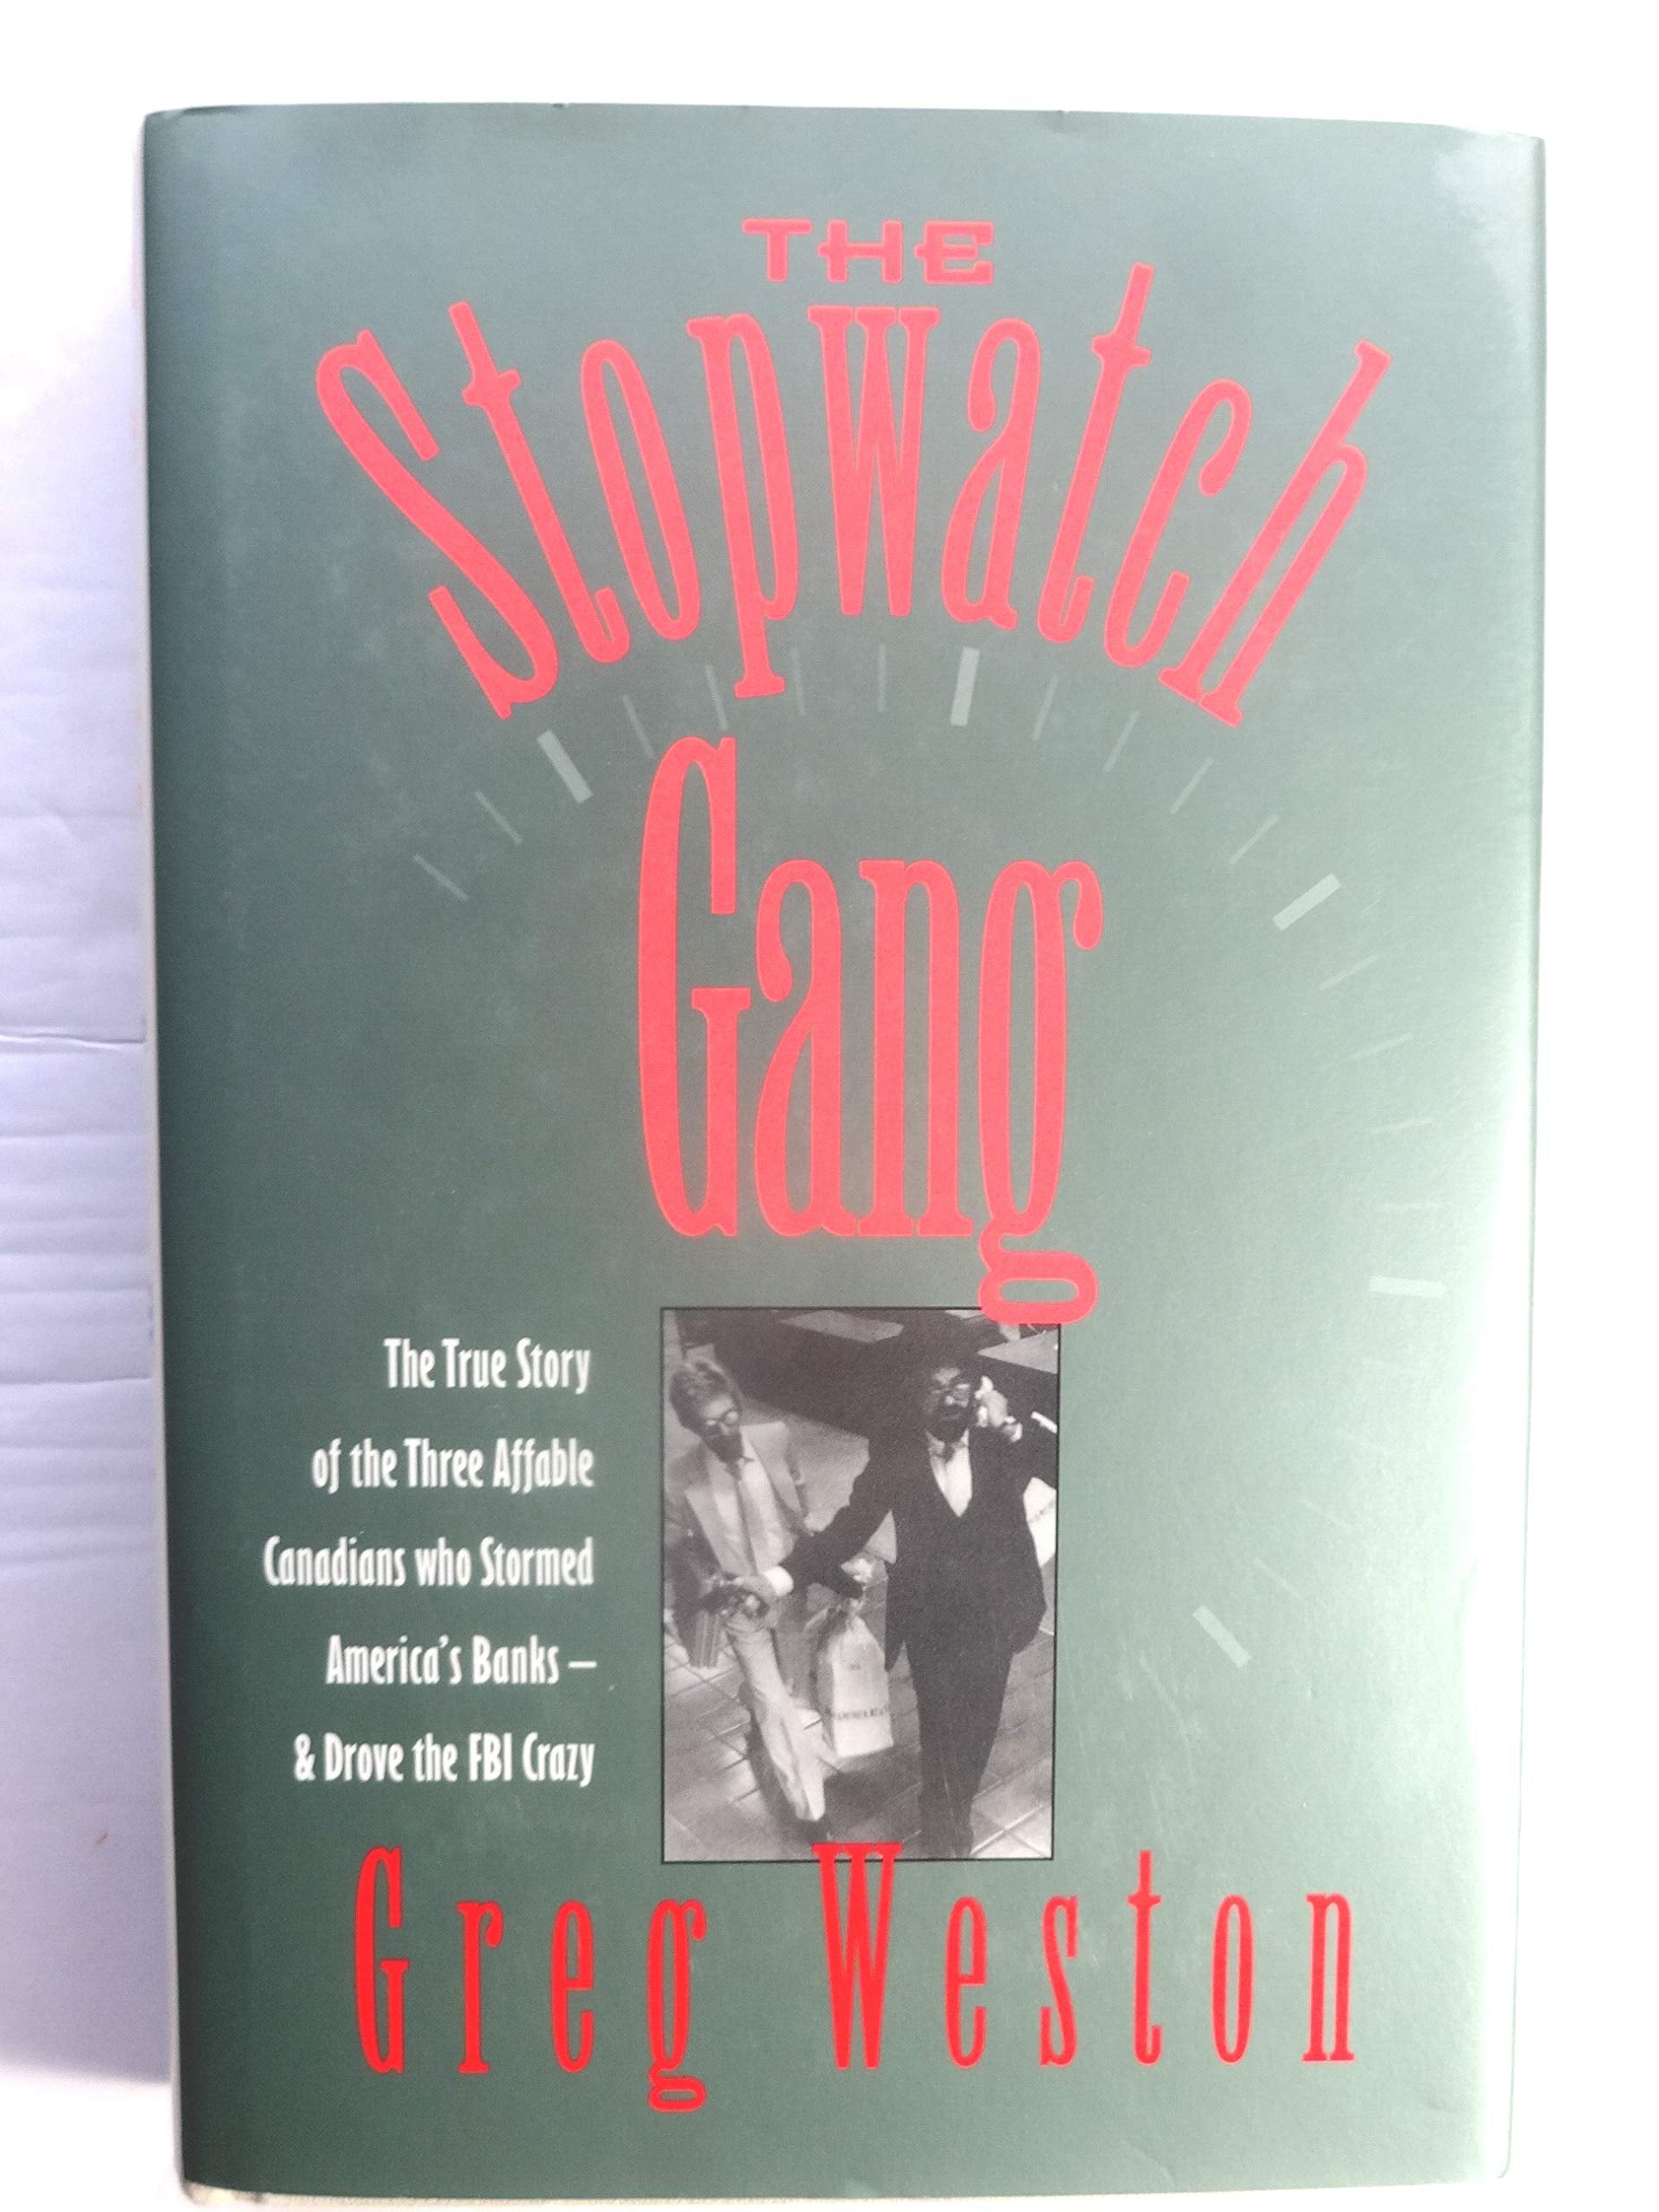 THE
Stopwatch
Gang
The True Story
of the Three Affable
Canadians who Stormed
America's Banks –
& Drove the FBI Crazy
Greg Weston